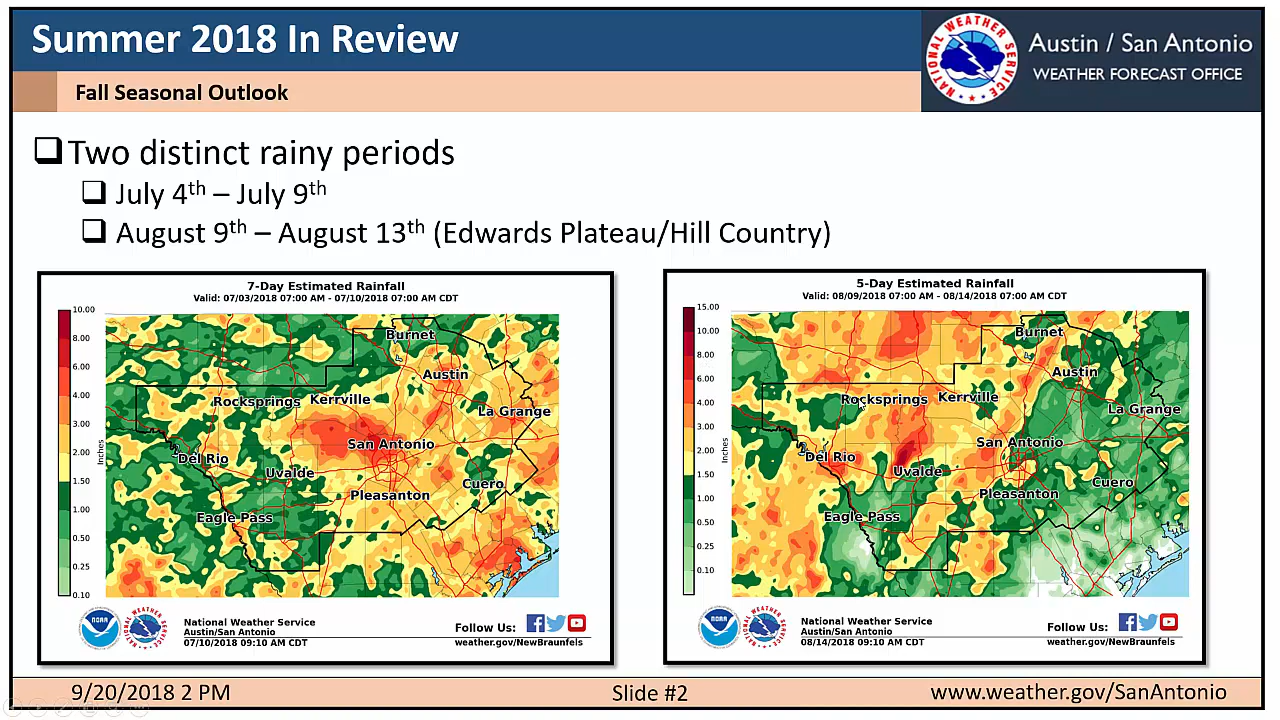 Summer 2018 In Review
Fall Seasonal Outlook
NATIONAL WEATHER SERVICE
Austin / San Antonio
WEATHER FORECAST OFFICE
Two distinct rainy periods
July 4th – July 9th
August 9th – August 13th (Edwards Plateau/Hill Country)
7-Day Estimated Rainfall
Valid: 07/03/2018 07:00 AM - 07/10/2018 07:00 AM CDT
10.00
8.00
6.00
4.00
3.00
2.00
1.50
1.00
0.50
0.25
0.10
Inches
Burnet
Austin
Rocksprings
Kerrville
La Grange
San Antonio
Del Rio
Uvalde
Cuero
Pleasanton
Eagle Pass
NOAA
National Weather Service
Austin/San Antonio
07/10/2018 09:10 AM CDT
Follow Us:
weather.gov/NewBraunfels
5-Day Estimated Rainfall
Valid: 08/09/2018 07:00 AM - 08/14/2018 07:00 AM CDT
15.00
10.00
8.00
6.00
4.00
3.00
2.00
1.50
1.00
0.50
0.25
0.10
Inches
Burnet
Austin
Rocksprings
Kerrville
La Grange
San Antonio
Del Rio
Uvalde
Cuero
Pleasanton
Eagle Pass
NOAA
National Weather Service
Austin/San Antonio
08/14/2018 09:10 AM CDT
Follow Us:
weather.gov/NewBraunfels
9/20/2018 2 PM
Slide #2
www.weather.gov/SanAntonio